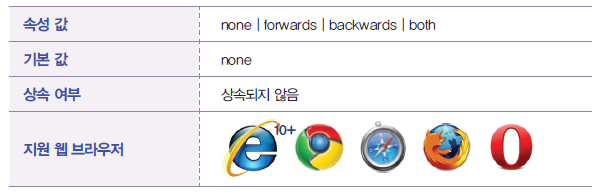 속성 값 none | forwards | backwards | both
기본 값 none
상속 여부 상속되지 않음
지원 웹 브라우저 10+